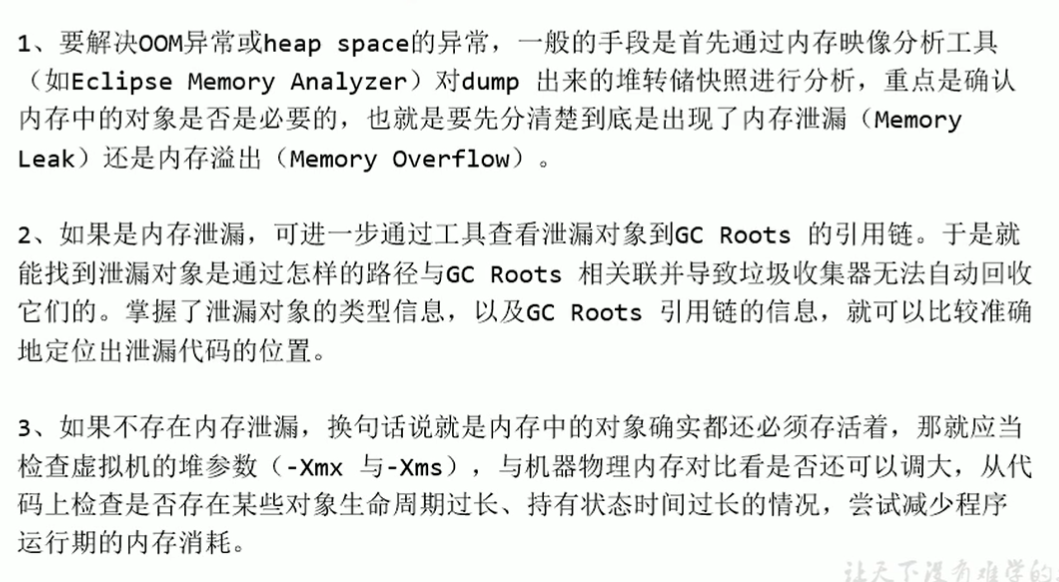 1、要解决OOM异常或heap space的异常，一般的手段是首先通过内存映像分析工具
（如Eclipse Memory Analyzer）对dump 出来的堆转储快照进行分析，重点是确认
内存中的对象是否是必要的，也就是要先分清楚到底是出现了内存泄漏（Memory
Leak）还是内存溢出（Memory Overflow）。
2、如果是内存泄漏，可进一步通过工具查看泄漏对象到GC Roots 的引用链。于是就
能找到泄漏对象是通过怎样的路径与GC Roots 相关联并导致垃圾收集器无法自动回收
它们的。掌握了泄漏对象的类型信息，以及GC Roots 引用链的信息，就可以比较准确
地定位出泄漏代码的位置。
3、如果不存在内存泄漏，换句话说就是内存中的对象确实都还必须存活着，那就应当
检查虚拟机的堆参数（-Xmx 与-Xms），与机器物理内存对比看是否还可以调大，从代
码上检查是否存在某些对象生命周期过长、持有状态时间过长的情况，尝试减少程序
运行期的内存消耗。
让天下没有难学的